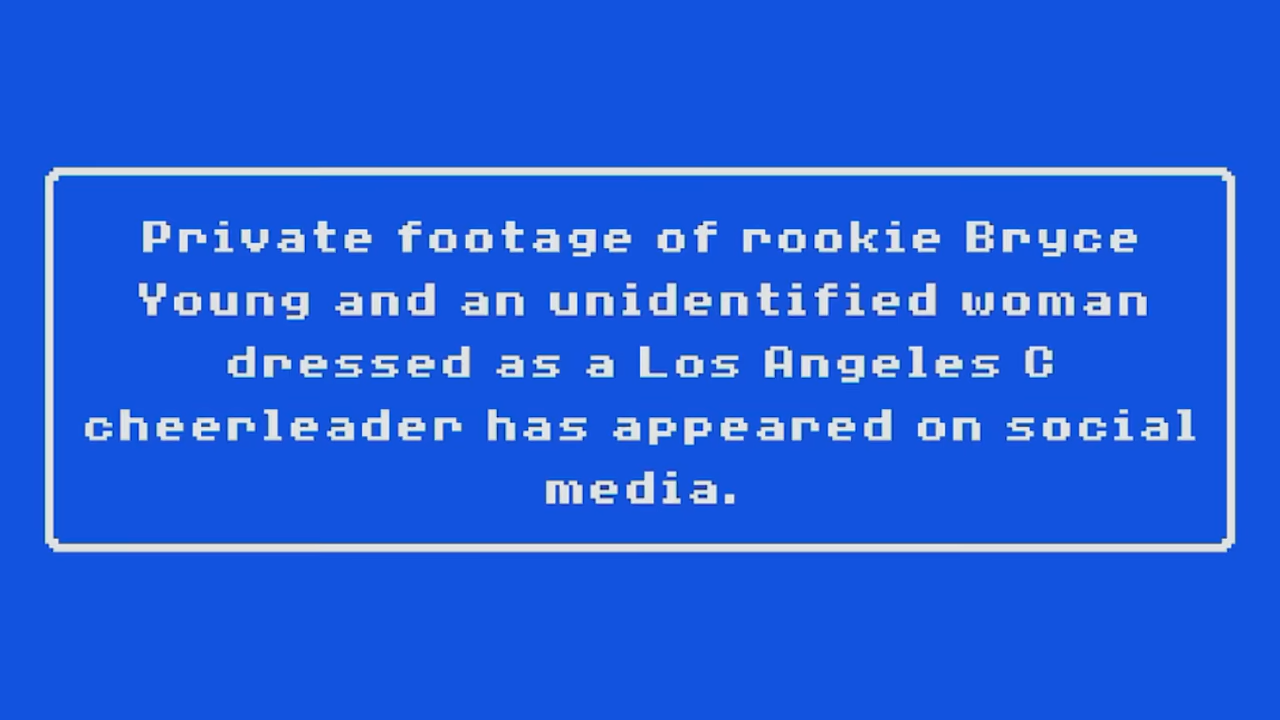 Private footage of rookie Bryce
Young and an unidentified woman
dressed as a Los Angeles C
cheerleader has appeared on social
media.